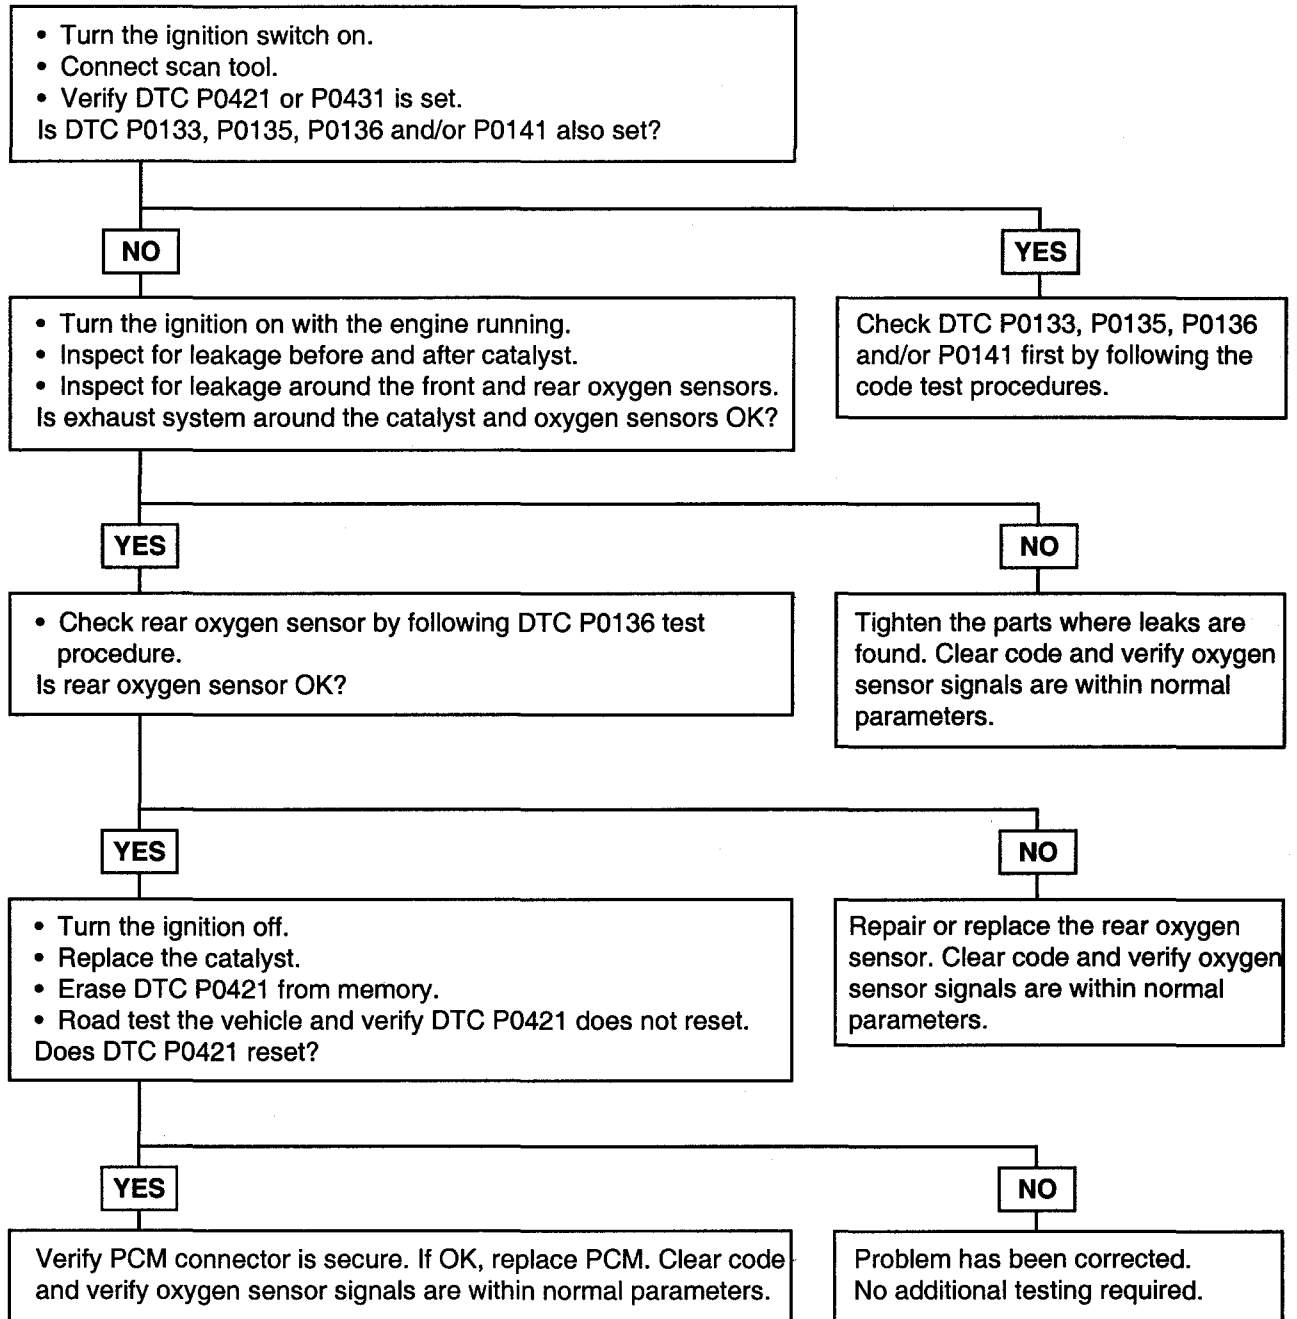 • Turn the ignition switch on.
• Connect scan tool.
• Verify DTC P0421 or P0431 is set.
Is DTC P0133, P0135, P0136 and/or P0141 also set?
NO
YES
• Turn the ignition on with the engine running.
• Inspect for leakage before and after catalyst.
• Inspect for leakage around the front and rear oxygen sensors.
Is exhaust system around the catalyst and oxygen sensors OK?
Check DTC P0133, P0135, P0136
and/or P0141 first by following the
code test procedures.
YES
NO
• Check rear oxygen sensor by following DTC P0136 test
procedure.
Is rear oxygen sensor OK?
Tighten the parts where leaks are
found. Clear code and verify oxygen
sensor signals are within normal
parameters.
YES
NO
• Turn the ignition off.
• Replace the catalyst.
• Erase DTC P0421 from memory.
• Road test the vehicle and verify DTC P0421 does not reset.
Does DTC P0421 reset?
Repair or replace the rear oxygen
sensor. Clear code and verify oxygen
sensor signals are within normal
parameters.
YES
NO
Verify PCM connector is secure. If OK, replace PCM. Clear code
and verify oxygen sensor signals are within normal parameters.
Problem has been corrected.
No additional testing required.